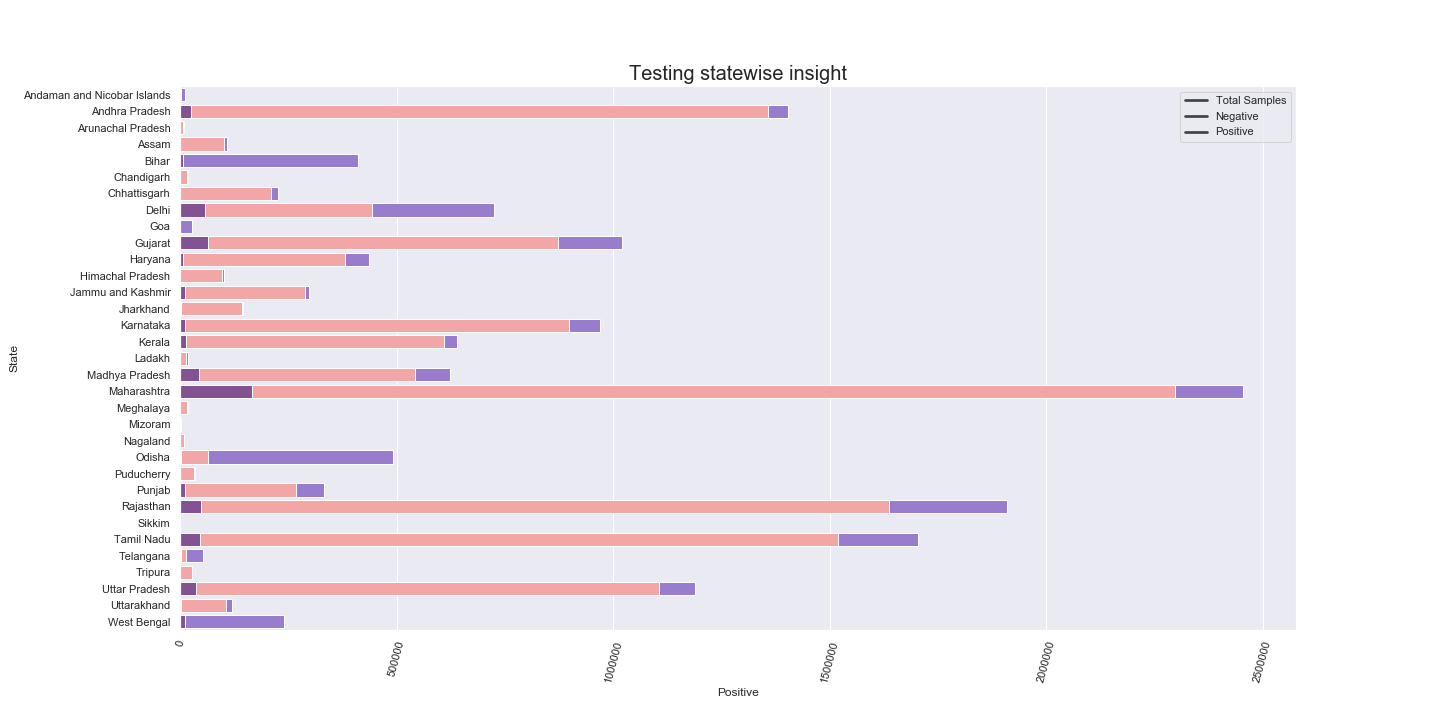 Testing statewise insight
Total Samples
Negative
Positive
Andaman and Nicobar Islands
Andhra Pradesh
Arunachal Pradesh
Assam
Bihar
Chandigarh
Chhattisgarh
Delhi
Goa
Gujarat
Haryana
Himachal Pradesh
Jammu and Kashmir
Jharkhand
Karnataka
Kerala
Ladakh
Madhya Pradesh
Maharashtra
Meghalaya
Mizoram
Nagaland
Odisha
Puducherry
Punjab
Rajasthan
Sikkim
Tamil Nadu
Telangana
Tripura
Uttar Pradesh
Uttarakhand
West Bengal
State
0
500000
1000000
1500000
2000000
2500000
Positive